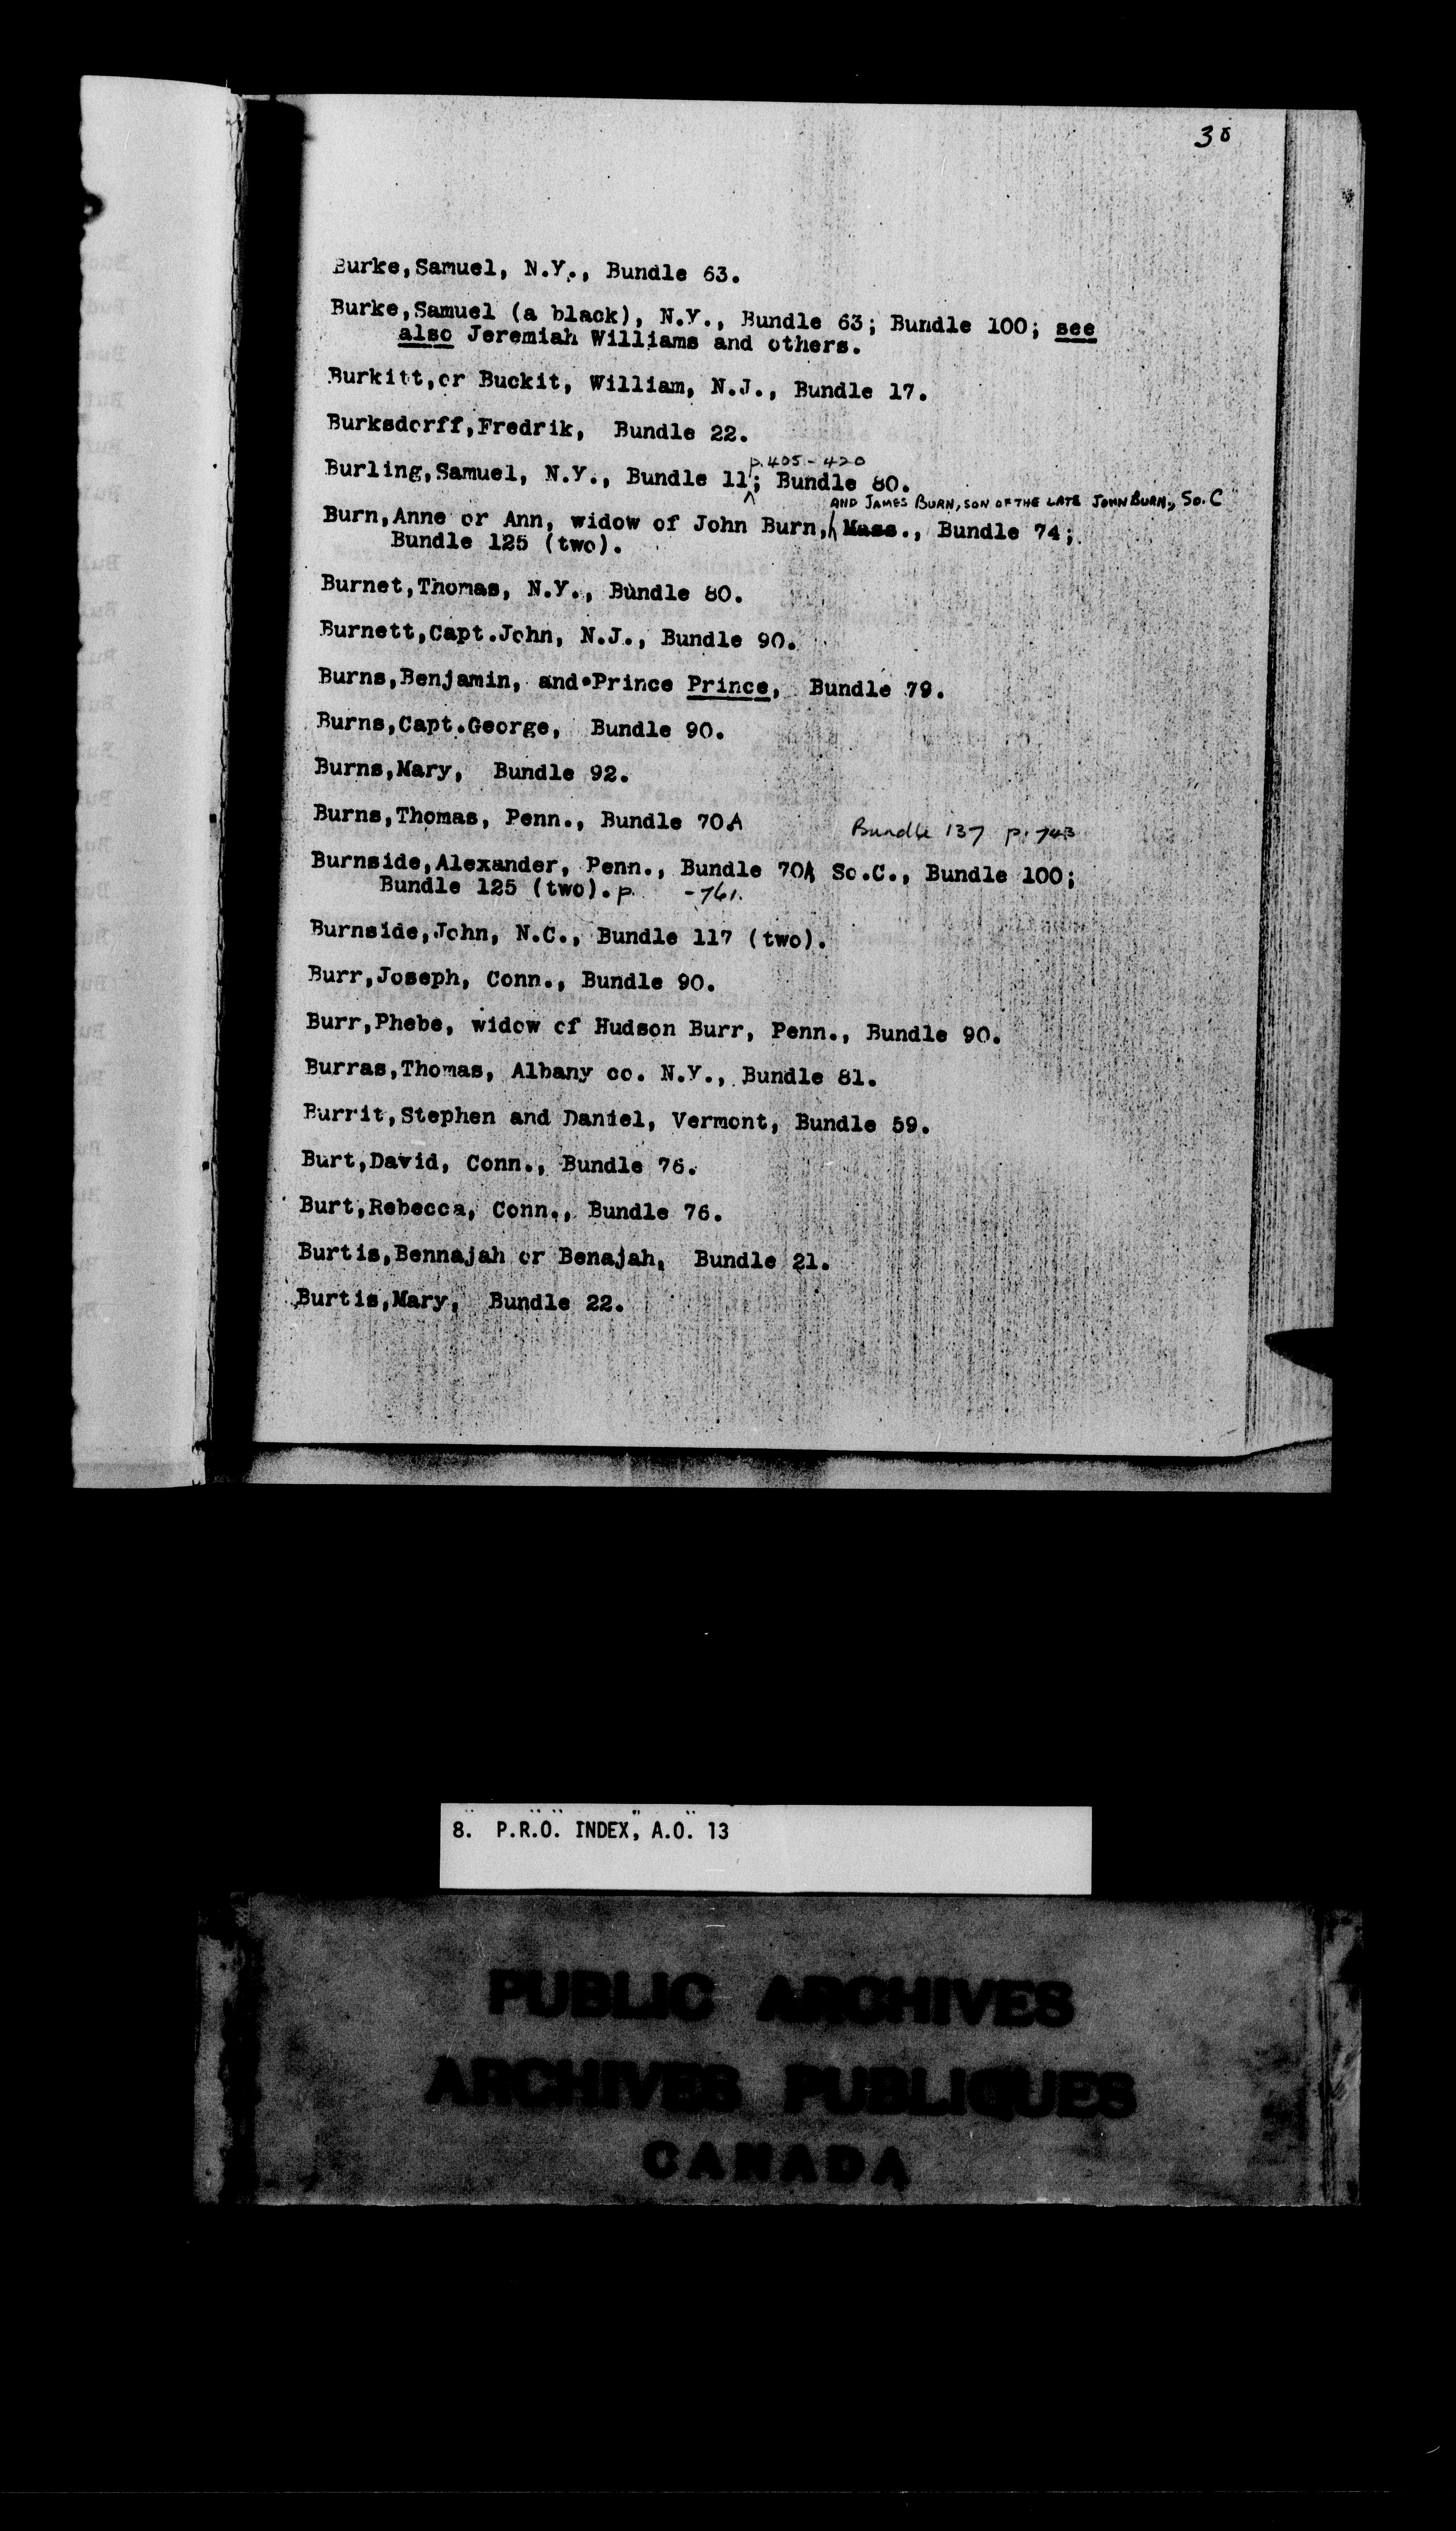 Burke,Samuel, N.Y., Bundle 63.
Burke,Samuel (a black), N.Y., Bundle 63; Bundle 100; see
also Jeremiah Williams and others.
Burkitt,or Buckit, William, N.J., Bundle 17.
Burksdorff,Fredrik, Bundle 22.
p.405-420
Burling,Samuel, N.Y., Bundle 11; Bundle 80.
AND JAMES BURN, SON OF THE LATE JOHN BURN, SO. C
Burn,Anne or Ann, widow of John Burn, Mass., Bundle 74;
Bundle 125 (two).
Burnet,Thomas, N.Y., Bundle 80.
Burnett,Capt.John, N.J., Bundle 90.
Burns,Benjamin, and Prince Prince, Bundle 79.
Burns,Capt.George, Bundle 90.
Burns,Mary, Bundle 92.
Burns,Thomas, Penn., Bundle 70A
Bundle 137 p. 743
Burnside,Alexander, Penn., Bundle 70A So.C., Bundle 100;
Bundle 125 (two). p. -761.
Burnside,John, N.C., Bundle 117 (two).
Burr,Joseph, Conn., Bundle 90.
Burr,Phebe, widow of Hudson Burr, Penn., Bundle 90.
Burras,Thomas, Albany co. N.Y., Bundle 81.
Burrit,Stephen and Daniel, Vermont, Bundle 59.
Burt,David, Conn., Bundle 76.
Burt,Rebecca, Conn., Bundle 76.
Burtis,Bennajah or Benajah, Bundle 21.
Burtis,Mary, Bundle 22.
8. P.R.O. INDEX, A.O. 13
PUBLIC ARCHIVES
ARCHIVES PUBLIQUES
CANADA